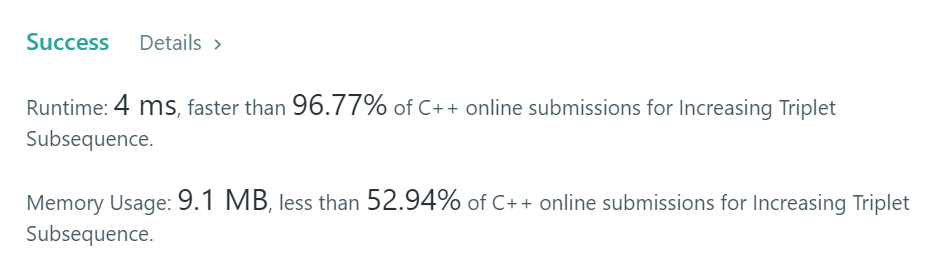 Success Details >
Runtime: 4 ms, faster than 96.77% of C++ online submissions for Increasing Triplet
Subsequence.
Memory Usage: 9.1 MB, less than 52.94% of C++ online submissions for Increasing Triplet
Subsequence.